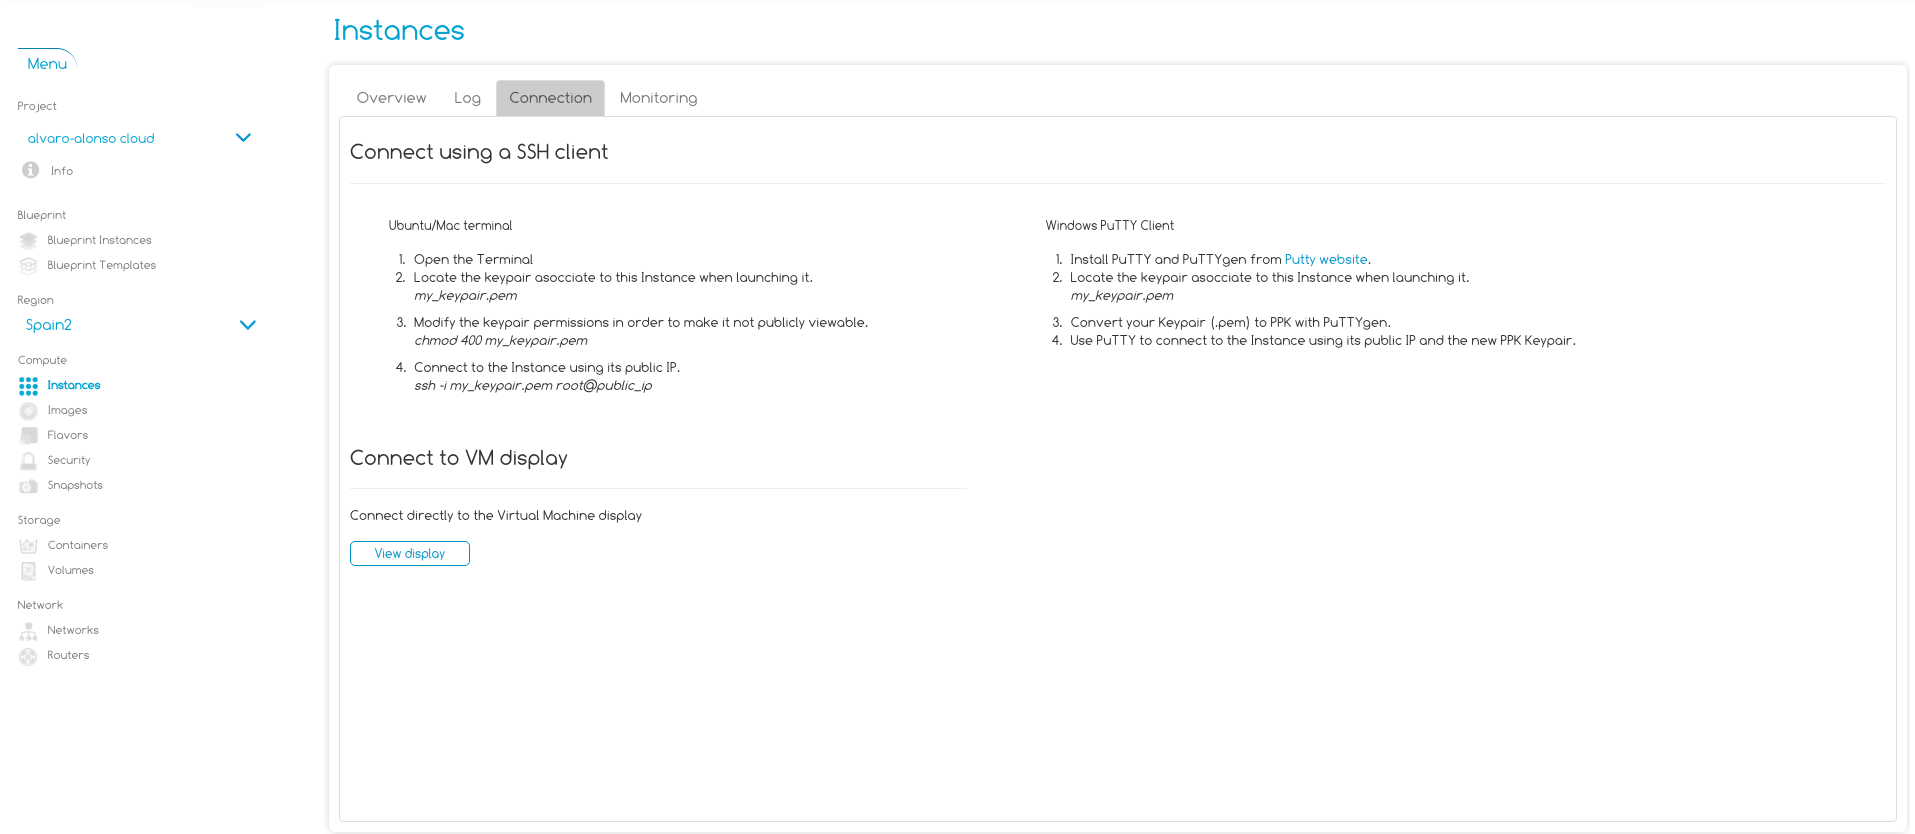 Instances
Menu
Project
alvaro-alonso cloud
Info
Blueprint
Blueprint Instances
Blueprint Templates
Region
Spain2
Compute
Instances
Images
Flavors
Security
Snapshots
Storage
Containers
Volumes
Network
Networks
Routers
Overview Log Connection Monitoring
Connect using a SSH client
Ubuntu/Mac terminal
1. Open the Terminal
2. Locate the keypair asocciate to this Instance when launching it.
my_keypair.pem
3. Modify the keypair permissions in order to make it not publicly viewable.
chmod 400 my_keypair.pem
4. Connect to the Instance using its public IP.
ssh -i my_keypair.pem root@public_ip
Windows PuTTY Client
1. Install PuTTY and PuTTYgen from Putty website.
2. Locate the keypair asocciate to this Instance when launching it.
my_keypair.pem
3. Convert your Keypair (.pem) to PPK with PuTTYgen.
4. Use PuTTY to connect to the Instance using its public IP and the new PPK Keypair.
Connect to VM display
Connect directly to the Virtual Machine display
View display